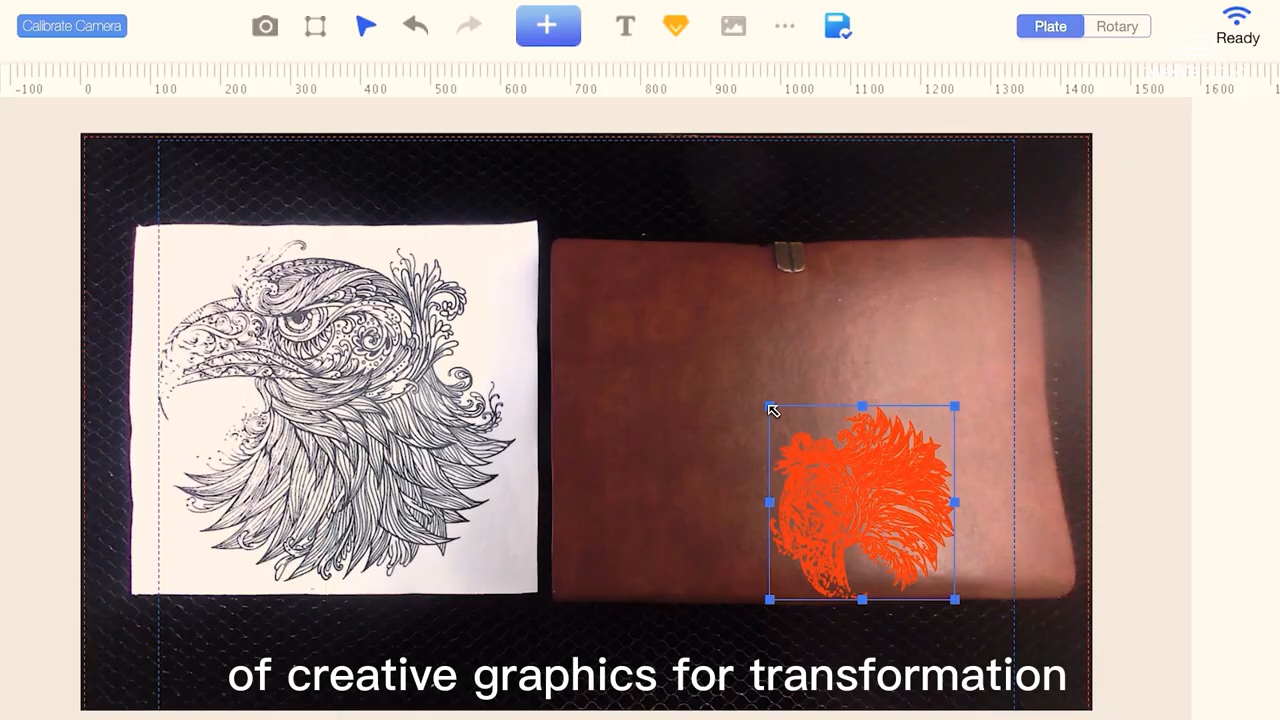 Calibrate Camera
T
Plate
Rotary
Ready
-100 0 100 200 300 400 500 600 700 800 900 1000 1100 1200 1300 1400 1500 1600
of creative graphics for transformation